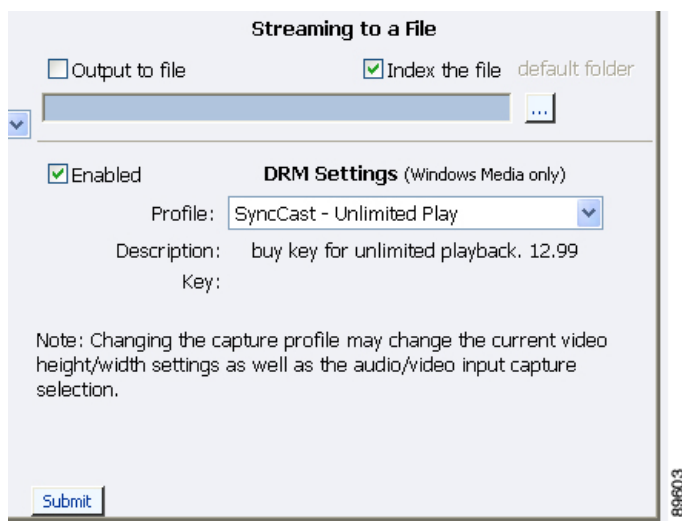 Streaming to a File
Output to file Index the file default folder
...
Enabled DRM Settings (Windows Media only)
Profile: SyncCast - Unlimited Play
Description: buy key for unlimited playback. 12.99
Key:
Note: Changing the capture profile may change the current video
height/width settings as well as the audio/video input capture
selection.
Submit
89603